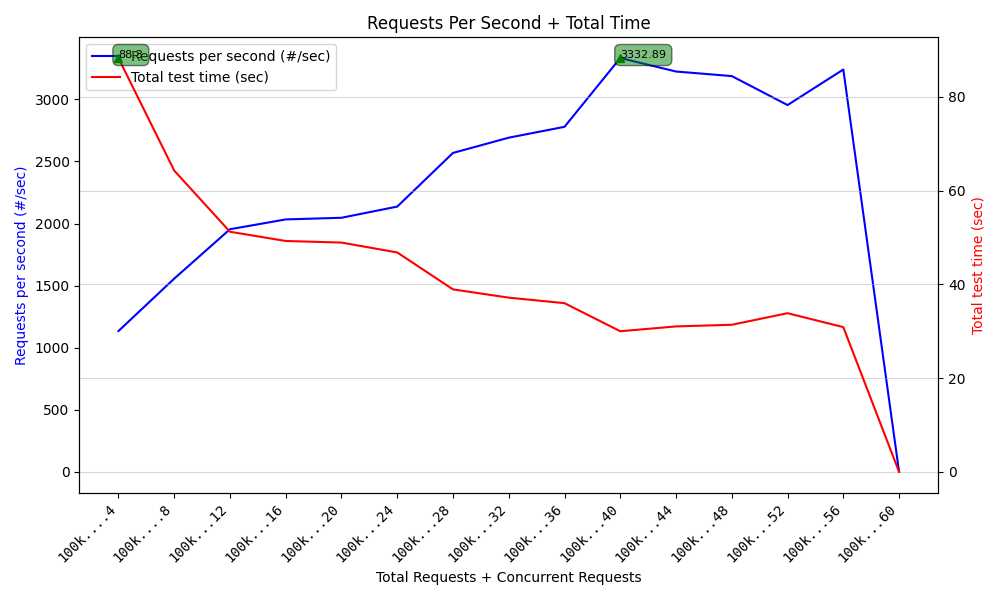 Requests Per Second + Total Time
Requests per second (#/sec)
Total test time (sec)
88.8
3332.89
Requests per second (#/sec)
3000
2500
2000
1500
1000
500
0
80
60
40
20
0
Total test time (sec)
100k...4
100k...8
100k...12
100k...16
100k...20
100k...24
100k...28
100k...32
100k...36
100k...40
100k...44
100k...48
100k...52
100k...56
100k...60
Total Requests + Concurrent Requests